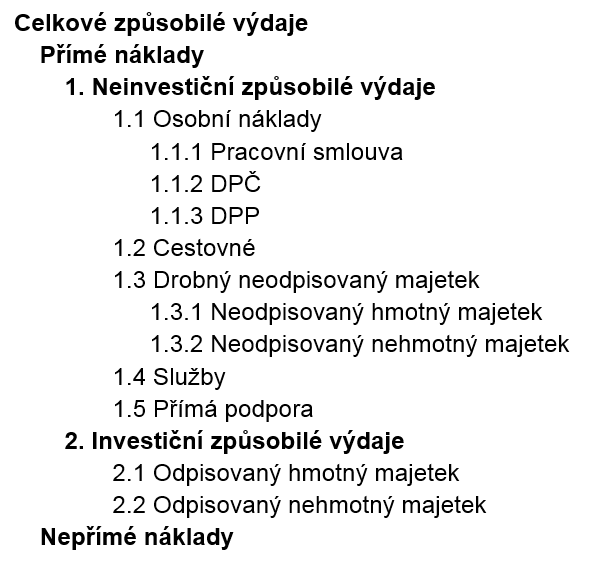 Celkové způsobilé výdaje
Přímé náklady
1. Neinvestiční způsobilé výdaje
1.1 Osobní náklady
1.1.1 Pracovní smlouva
1.1.2 DPČ
1.1.3 DPP
1.2 Cestovné
1.3 Drobný neodpisovaný majetek
1.3.1 Neodpisovaný hmotný majetek
1.3.2 Neodpisovaný nehmotný majetek
1.4 Služby
1.5 Přímá podpora
2. Investiční způsobilé výdaje
2.1 Odpisovaný hmotný majetek
2.2 Odpisovaný nehmotný majetek
Nepřímé náklady